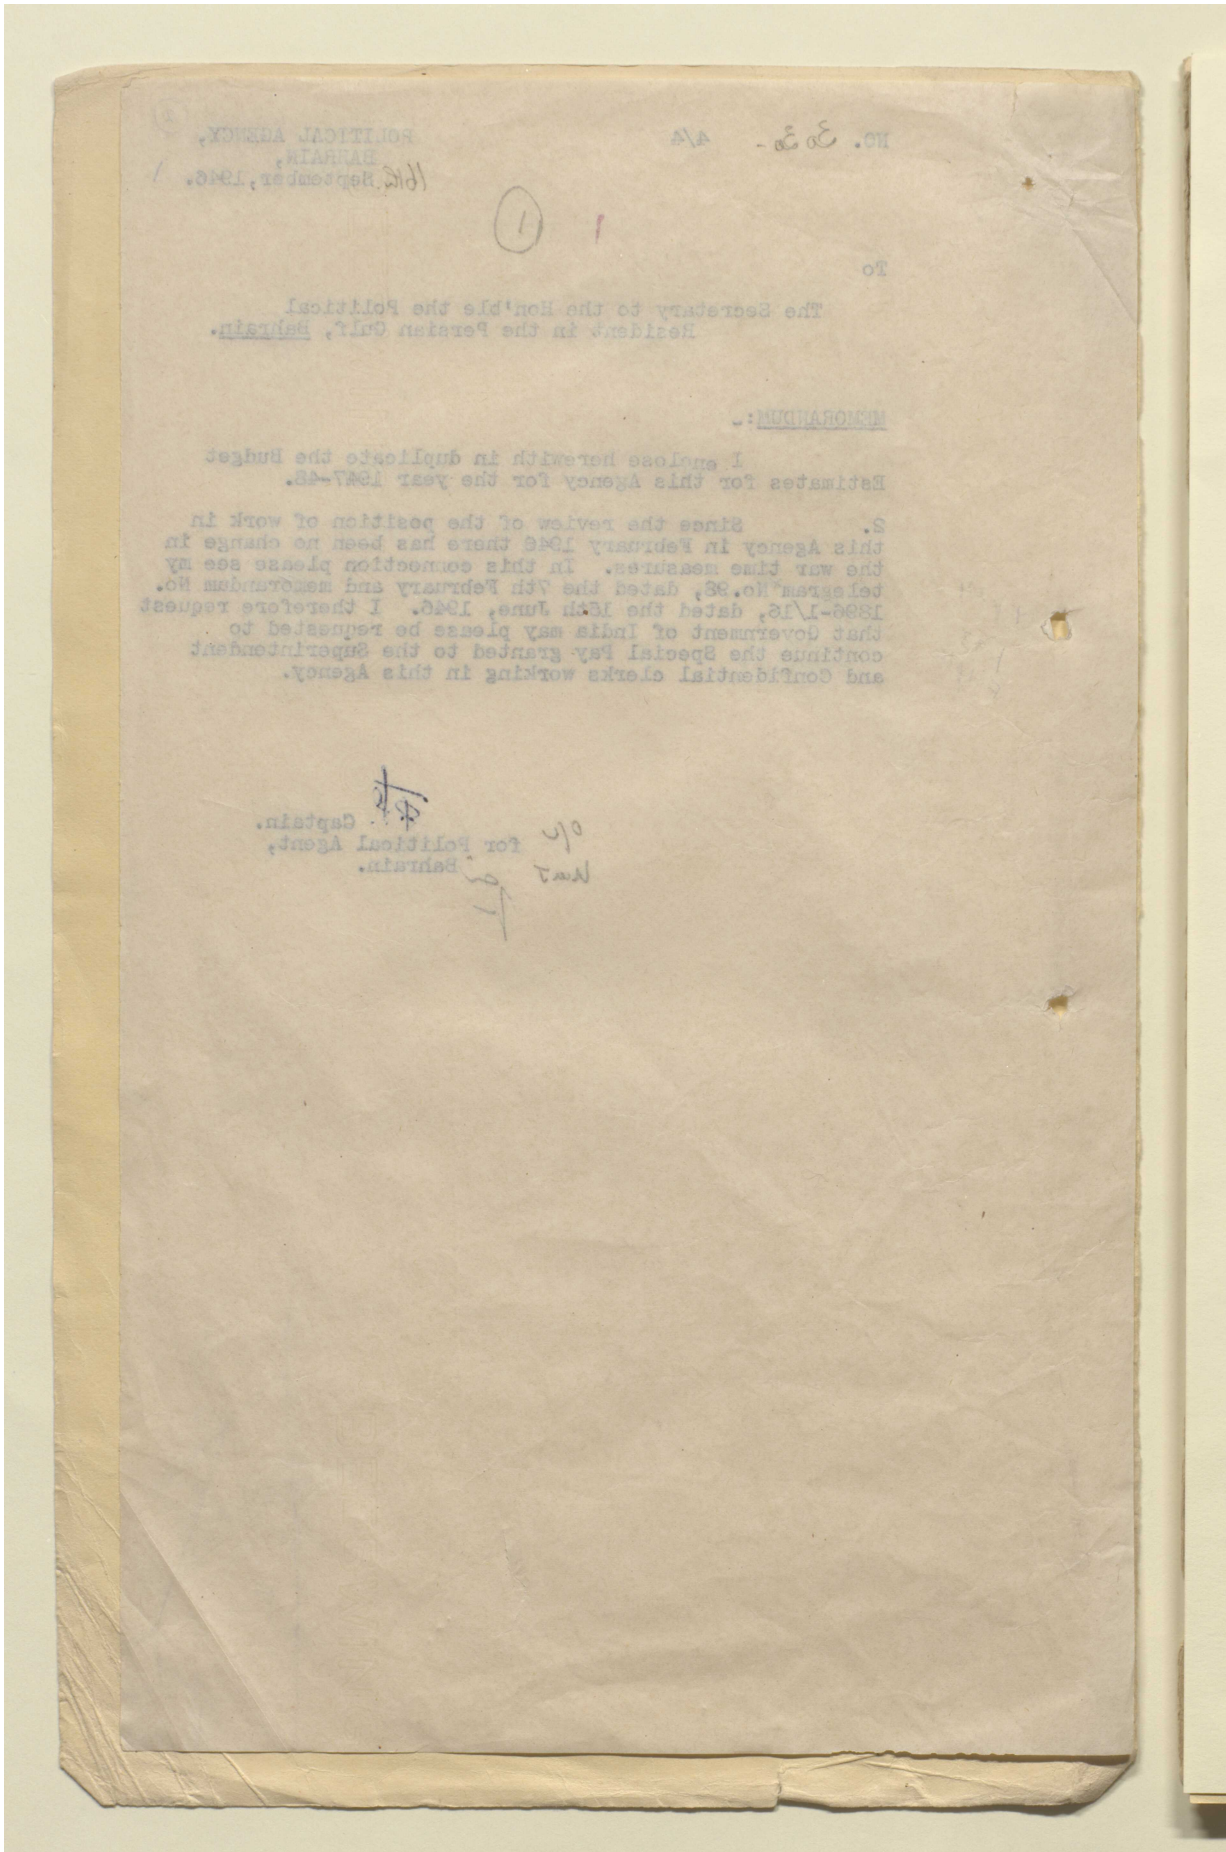 NO. 3030- 4/4
POLITICAL AGENCY,
BAHRAIN,
16th September, 1946.
1
1
To
The Secretary to the Hon'ble the Political
Resident in the Persian Gulf, Bahrain.
MEMORANDUM:-
I enclose herewith in duplicate the Budget
Estimates for this Agency for the year 1947-48.
2. Since the review of the position of work in
this Agency in February 1946 there has been no change in
the war time measures. In this connection please see my
telegram No.98, dated the 7th February and memorandum No.
1896-1/16, dated the 15th June, 1946. I therefore request
that Government of India may please be requested to
continue the Special Pay granted to the Superintendent
and Confidential clerks working in this Agency.
Captain.
for Political Agent,
Bahrain.